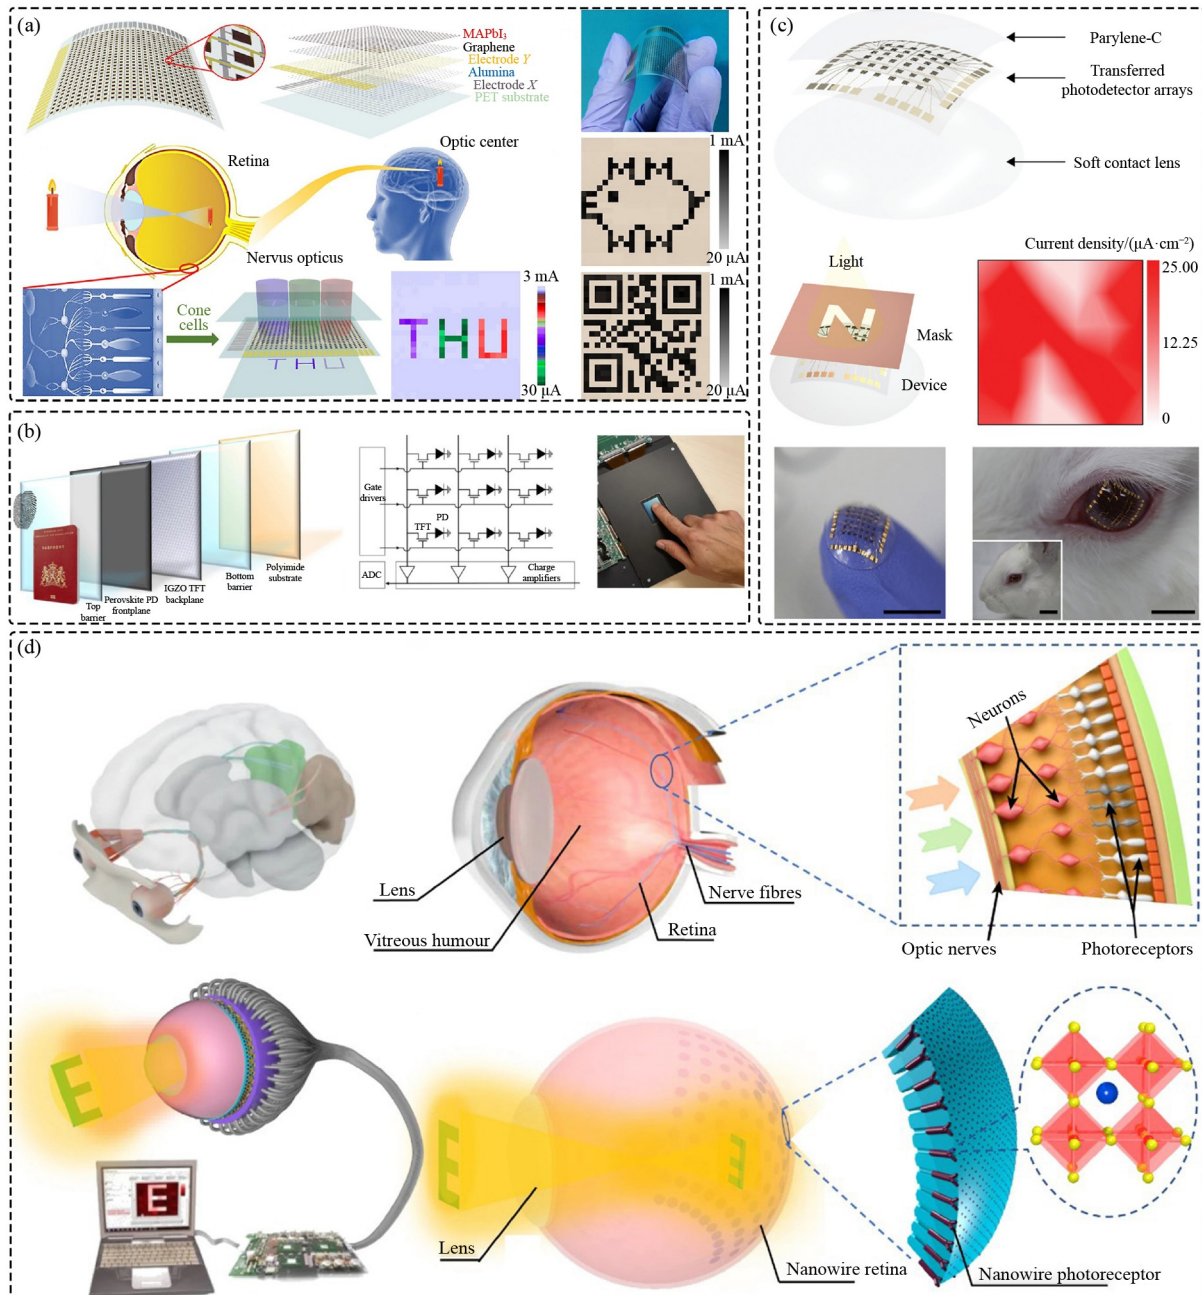 (a)
MAPbI₃
Graphene
Electrode Y
Alumina
Electrode X
PET substrate
Retina
Optic center
Nervus opticus
Cone
cells
THU
THU
3 mA
30 μA
1 mA
20 μA
1 mA
20 μA
(b)
Top
barrier
Perovskite PD
frontplane
IGZO TFT
backplane
Bottom
barrier
Polyimide
substrate
Gate
drivers
TFT
PD
ADC
Charge
amplifiers
(c)
Parylene-C
Transferred
photodetector arrays
Soft contact lens
Light
N
Mask
Device
Current density/(μA·cm⁻²)
25.00
12.25
0
(d)
Lens
Vitreous humour
Retina
Nerve fibres
Neurons
Optic nerves
Photoreceptors
E
E
E
E
Lens
Nanowire retina
Nanowire photoreceptor